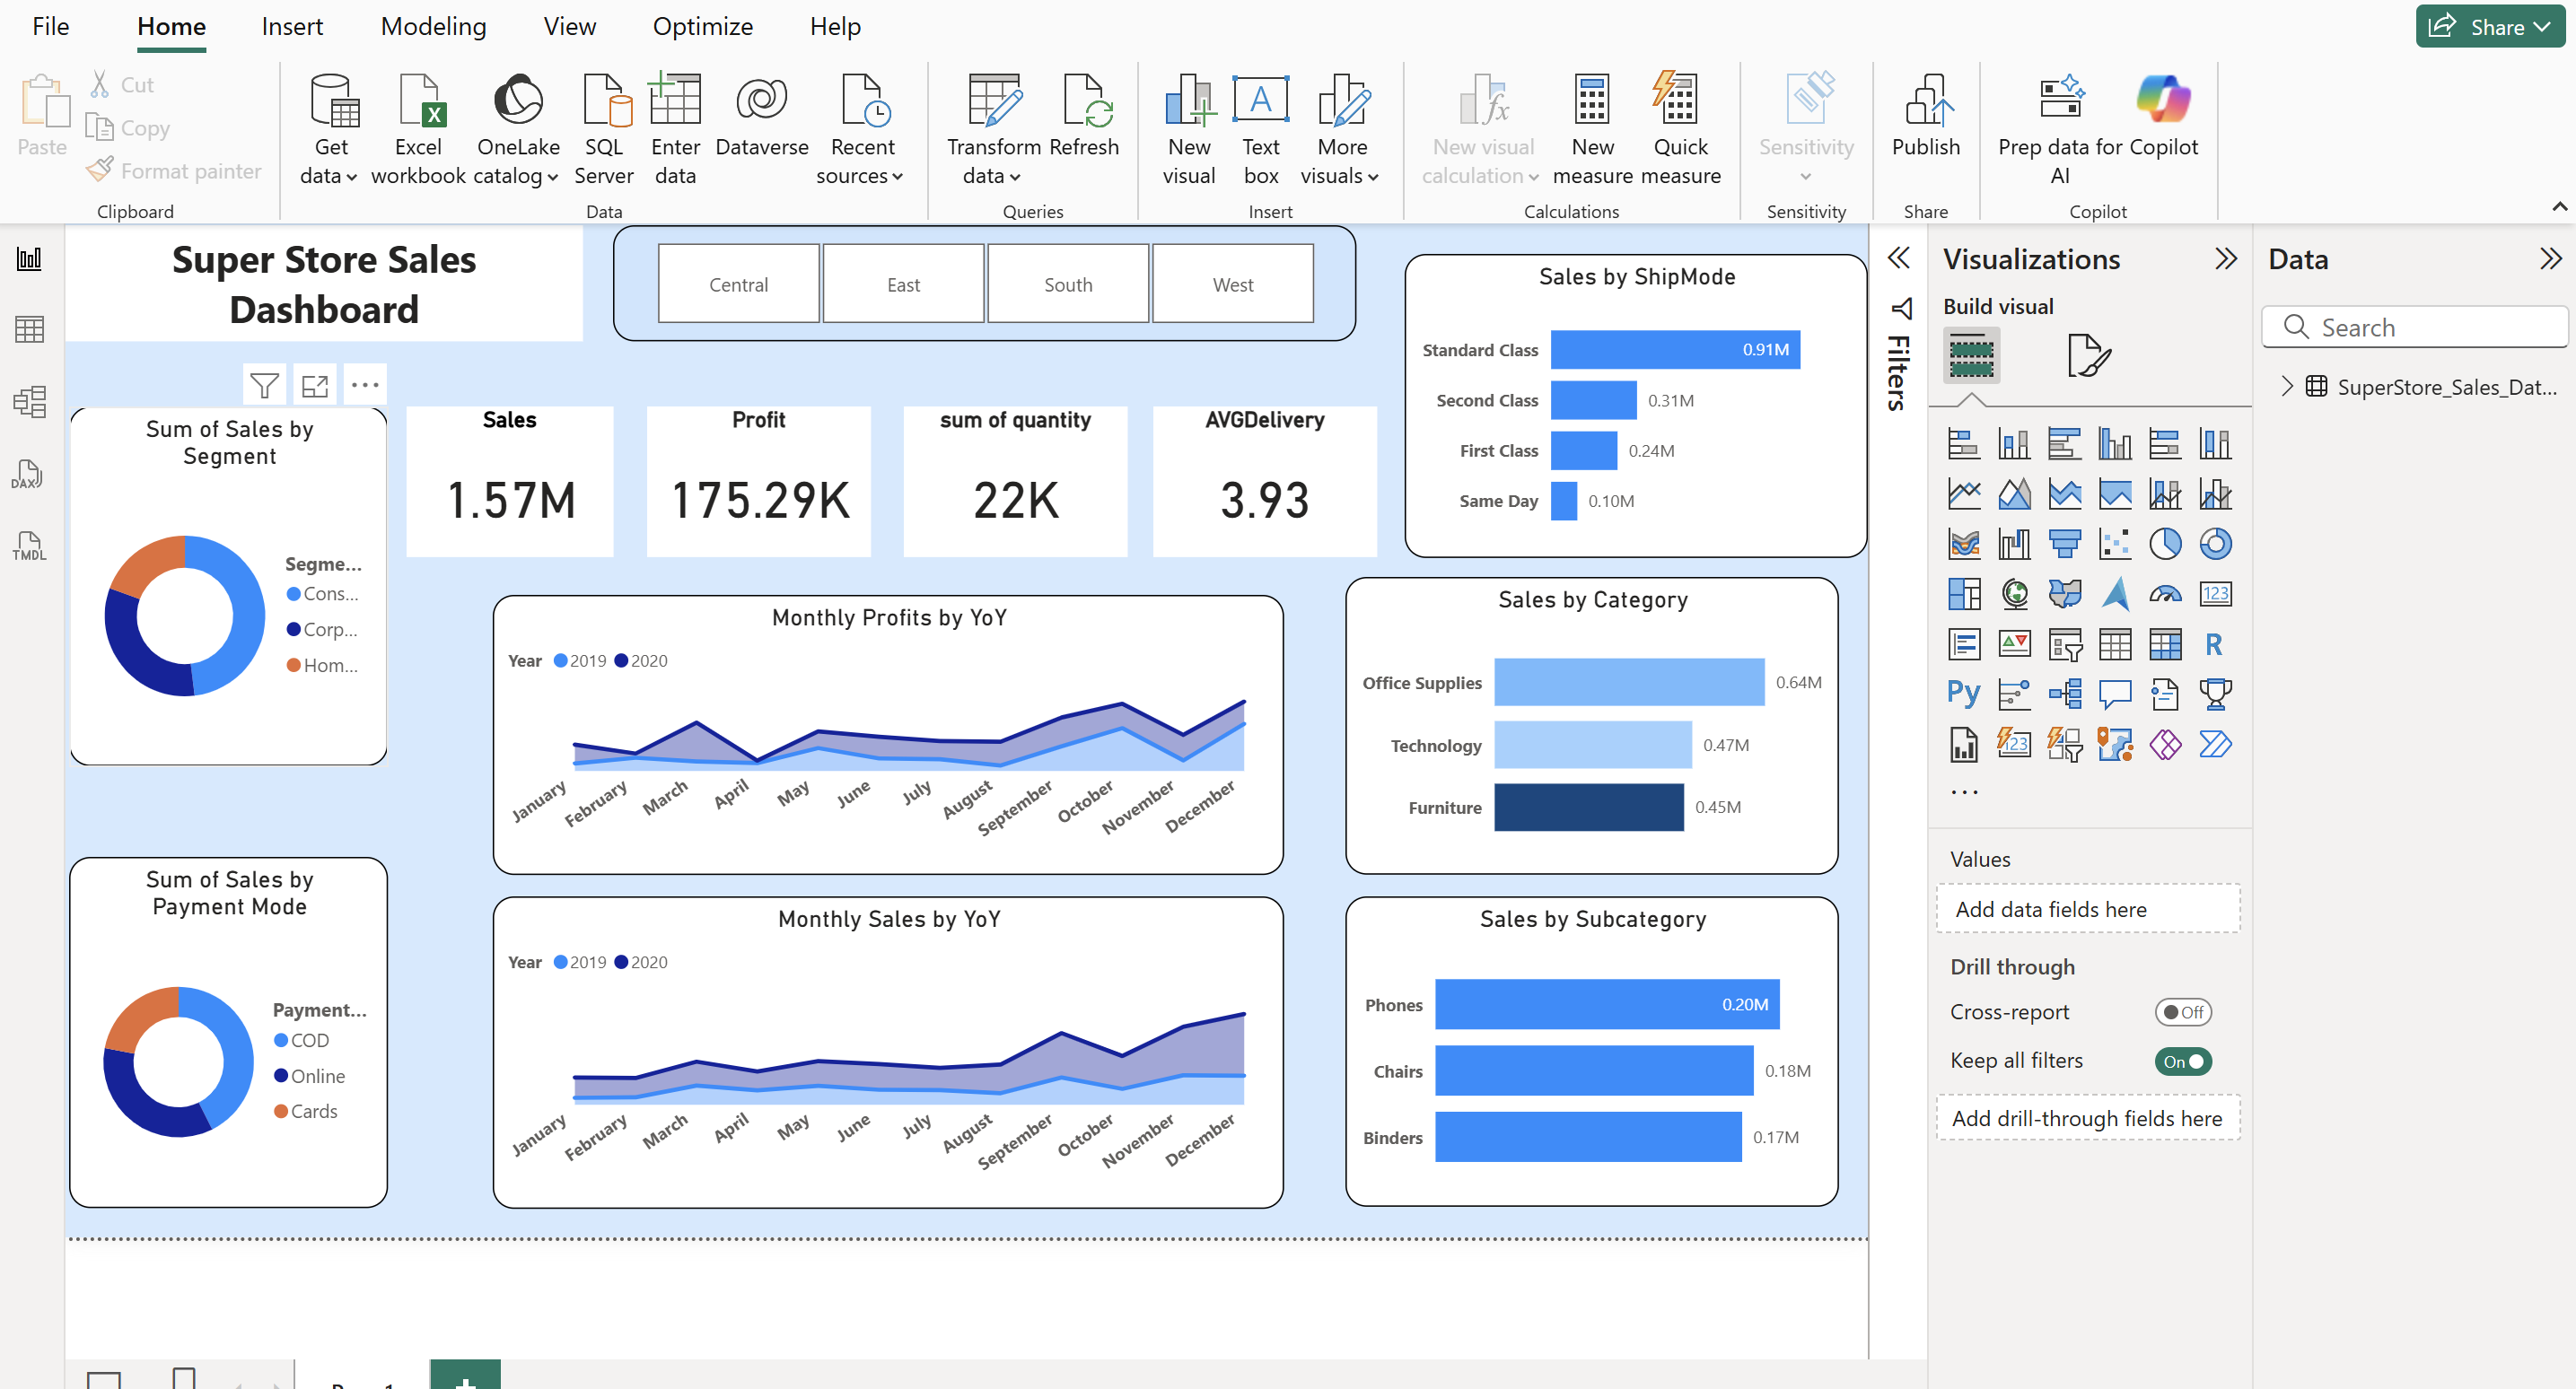 File Home Insert Modeling View Optimize Help Share
Paste
Cut
Copy
Format painter
Clipboard
Get data
Excel workbook
OneLake catalog
SQL Server
Enter data
Dataverse
Recent sources
Data
Transform data
Refresh
Queries
New visual
Text box
More visuals
Insert
New visual calculation
New measure
Quick measure
Calculations
Sensitivity
Sensitivity
Publish
Share
Prep data for AI
Copilot
Copilot
DAX
TMDL
Super Store Sales
Dashboard
Central East South West
Sum of Sales by
Segment
Segme...
Cons...
Corp...
Hom...
Sales
1.57M
Profit
175.29K
sum of quantity
22K
AVGDelivery
3.93
Sales by ShipMode
Standard Class 0.91M
Second Class 0.31M
First Class 0.24M
Same Day 0.10M
Monthly Profits by YoY
Year 2019 2020
January February March April May June July August September October November December
Sales by Category
Office Supplies 0.64M
Technology 0.47M
Furniture 0.45M
Sum of Sales by
Payment Mode
Payment...
COD
Online
Cards
Monthly Sales by YoY
Year 2019 2020
January February March April May June July August September October November December
Sales by Subcategory
Phones 0.20M
Chairs 0.18M
Binders 0.17M
Filters
Visualizations
Build visual
123
R
Py
123
...
Values
Add data fields here
Drill through
Cross-report Off
Keep all filters On
Add drill-through fields here
Data
Search
SuperStore_Sales_Dat...